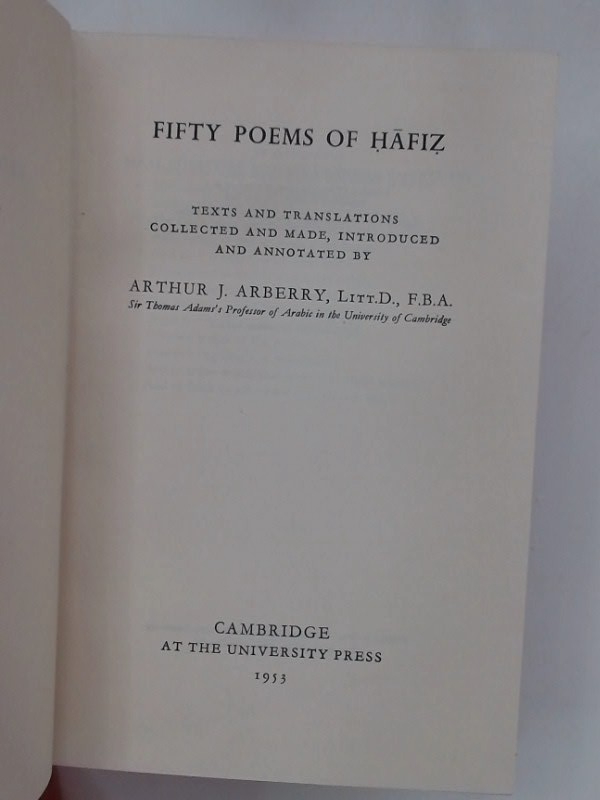 FIFTY POEMS OF ḤĀFIẒ
TEXTS AND TRANSLATIONS
COLLECTED AND MADE, INTRODUCED
AND ANNOTATED BY
ARTHUR J. ARBERRY, LITT.D., F.B.A.
Sir Thomas Adams's Professor of Arabic in the University of Cambridge
CAMBRIDGE
AT THE UNIVERSITY PRESS
1953